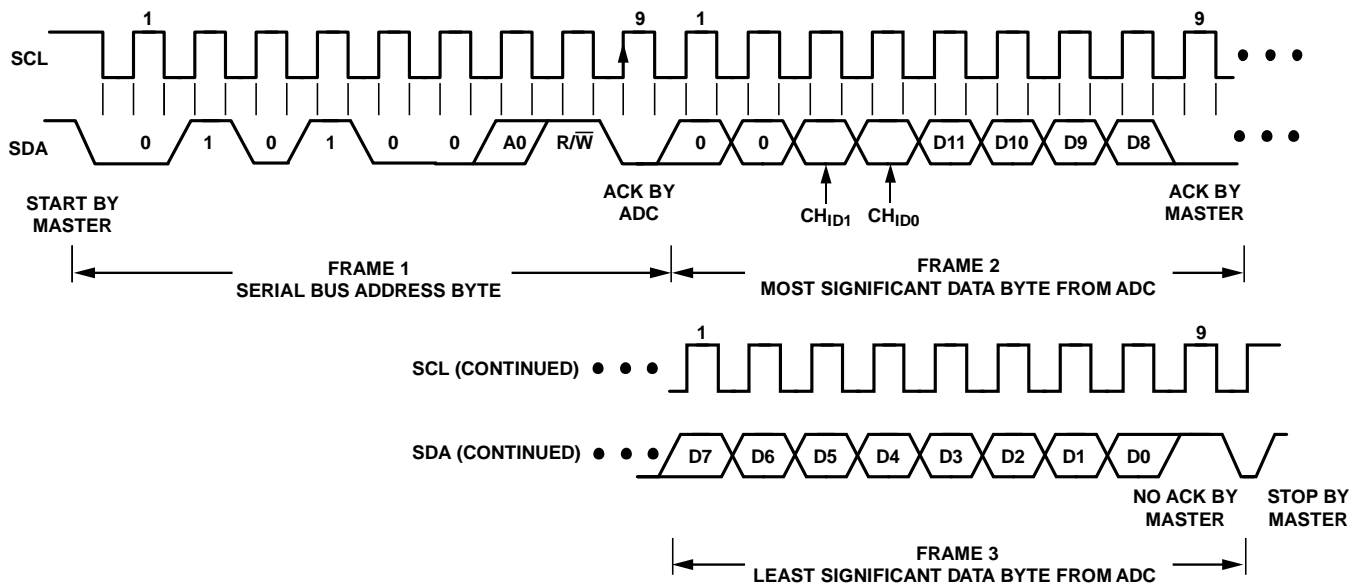 1 9 1 9
SCL
SDA 0 1 0 1 0 0 A0 R/W̅ 0 0 D11 D10 D9 D8
START BY
MASTER
ACK BY
ADC
CH_ID1 CH_ID0
ACK BY
MASTER
FRAME 1
SERIAL BUS ADDRESS BYTE
FRAME 2
MOST SIGNIFICANT DATA BYTE FROM ADC
1 9
SCL (CONTINUED)
SDA (CONTINUED) D7 D6 D5 D4 D3 D2 D1 D0
NO ACK BY
MASTER
STOP BY
MASTER
FRAME 3
LEAST SIGNIFICANT DATA BYTE FROM ADC